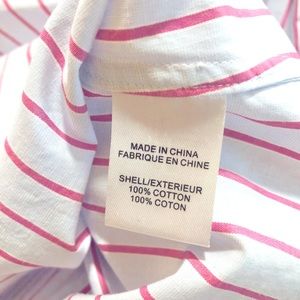 MADE IN CHINA
FABRIQUE EN CHINE
SHELL/EXTERIEUR
100% COTTON
100% COTON